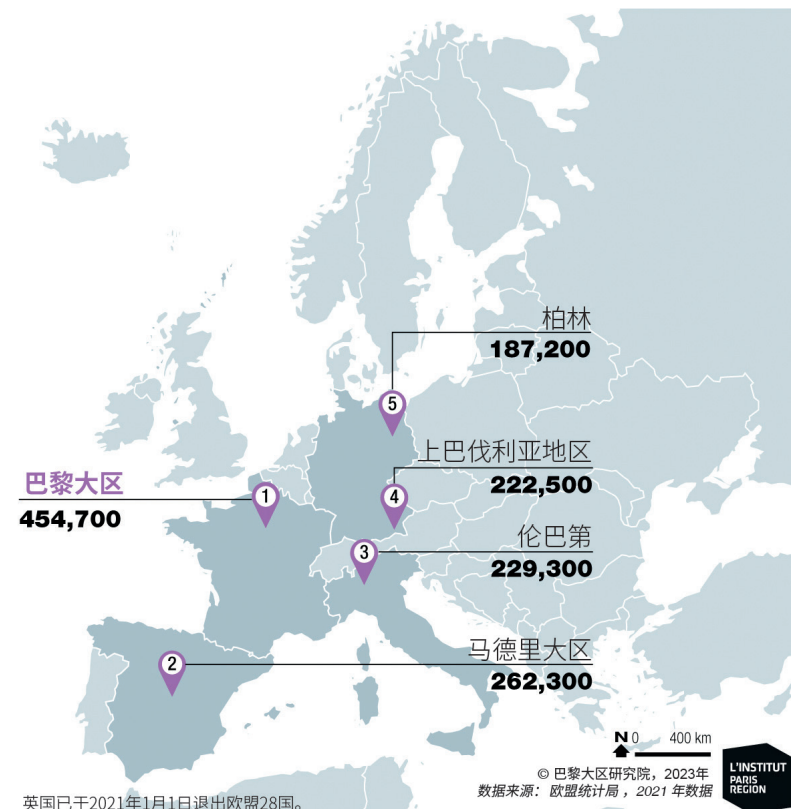 柏林
187,200
5
上巴伐利亚地区
4
222,500
巴黎大区
1
454,700
伦巴第
3
229,300
马德里大区
2
262,300
N 0 400 km
© 巴黎大区研究院，2023年
数据来源：欧盟统计局，2021 年数据
L'INSTITUT
PARIS
REGION
英国已于2021年1月1日退出欧盟28国。